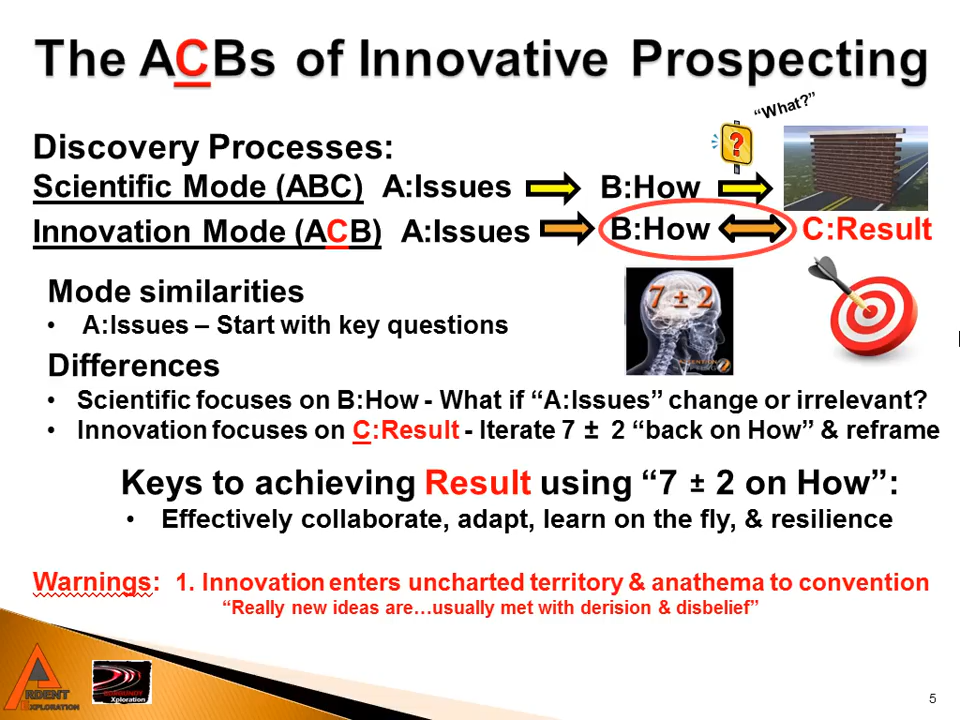 The ACBs of Innovative Prospecting
"What?"
?
Discovery Processes:
Scientific Mode (ABC) A:Issues B:How
Innovation Mode (ACB) A:Issues B:How C:Result
7 ± 2
Mode similarities
• A:Issues – Start with key questions
Differences
• Scientific focuses on B:How - What if “A:Issues” change or irrelevant?
• Innovation focuses on C:Result - Iterate 7 ± 2 “back on How” & reframe
Keys to achieving Result using “7 ± 2 on How”:
• Effectively collaborate, adapt, learn on the fly, & resilience
Warnings: 1. Innovation enters uncharted territory & anathema to convention
“Really new ideas are…usually met with derision & disbelief”
ARDENT
EXPLORATION
Xploration
5